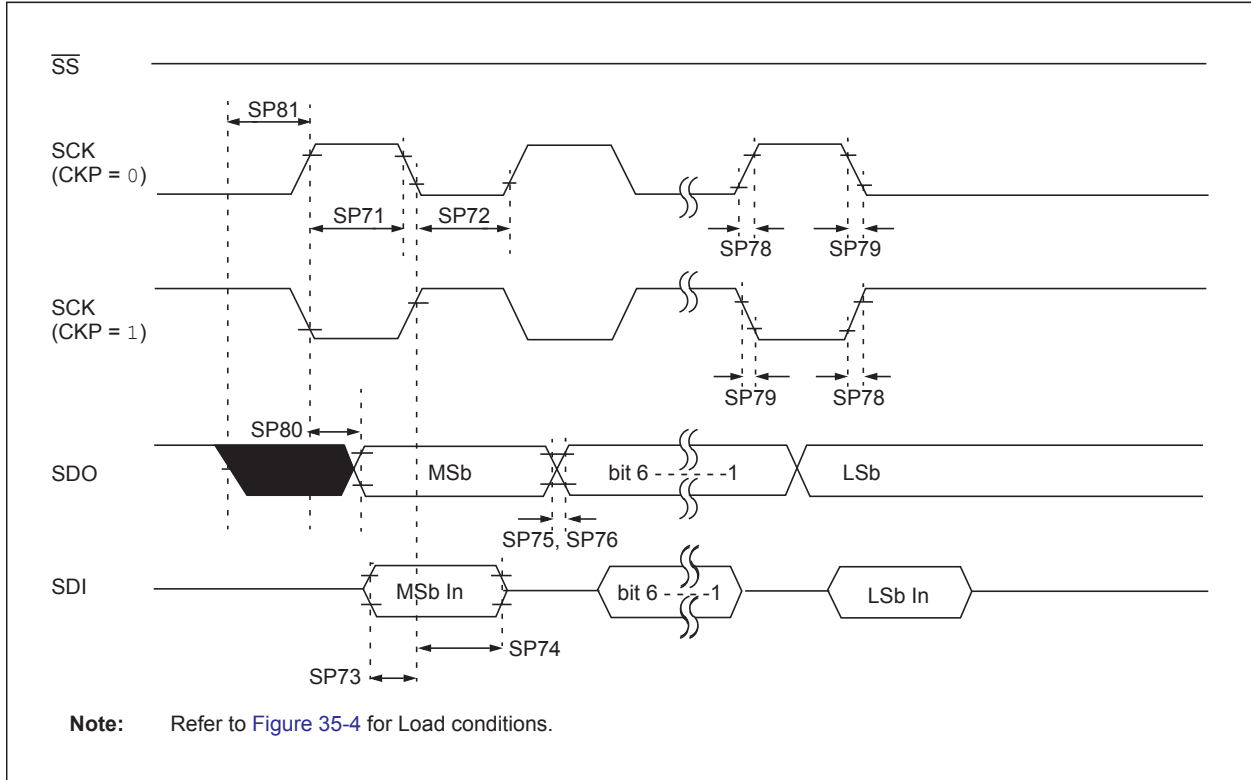 SS
SP81
SCK
(CKP = 0)
SP71
SP72
SP78
SP79
SCK
(CKP = 1)
SP79
SP78
SP80
SDO
MSb
bit 6 - - - - - -1
LSb
SP75, SP76
SDI
MSb In
bit 6 - - - - -1
LSb In
SP74
SP73
Note: Refer to Figure 35-4 for Load conditions.